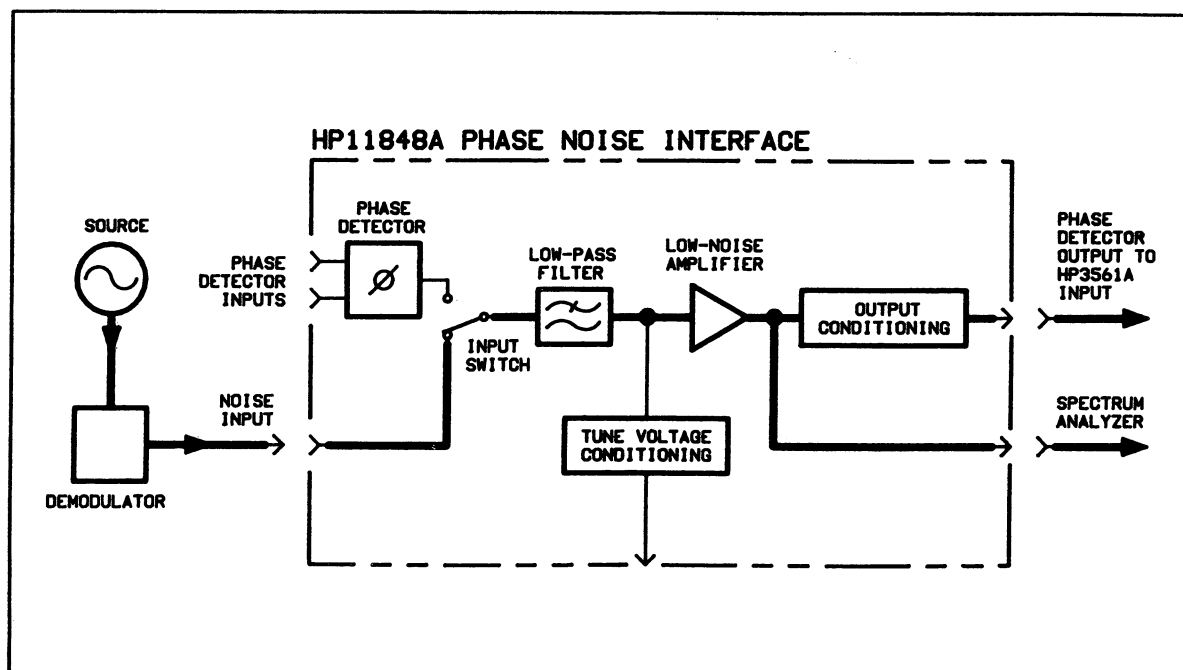 HP11848A PHASE NOISE INTERFACE
SOURCE
PHASE
DETECTOR
PHASE
DETECTOR
INPUTS
LOW-PASS
FILTER
LOW-NOISE
AMPLIFIER
OUTPUT
CONDITIONING
PHASE
DETECTOR
OUTPUT TO
HP3561A
INPUT
INPUT
SWITCH
NOISE
INPUT
TUNE VOLTAGE
CONDITIONING
SPECTRUM
ANALYZER
DEMODULATOR